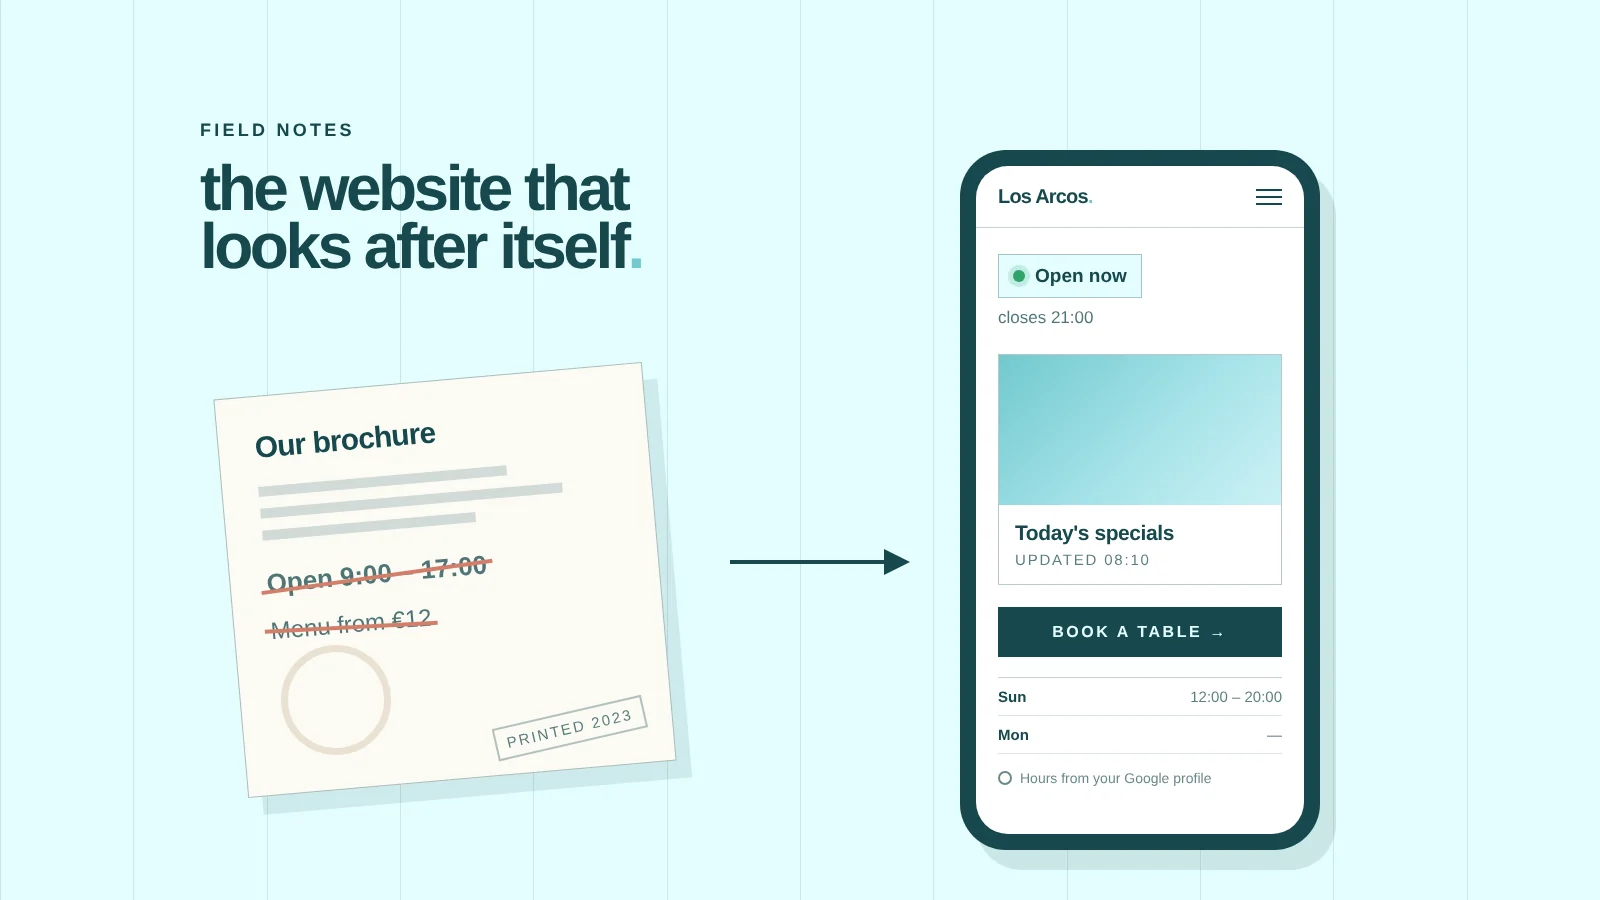 FIELD NOTES
the website that
looks after itself.
Our brochure
Open 9:00 – 17:00
Menu from €12
PRINTED 2023
Los Arcos.
Open now
closes 21:00
Today's specials
UPDATED 08:10
BOOK A TABLE →
Sun 12:00 – 20:00
Mon —
Hours from your Google profile